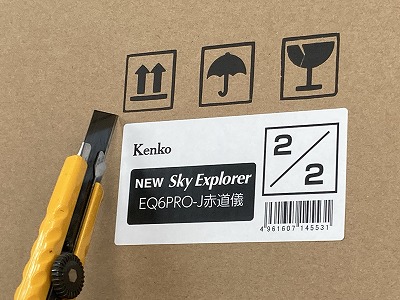 Kenko
2/2
NEW Sky Explorer
EQ6PRO-J赤道儀
4961607145531